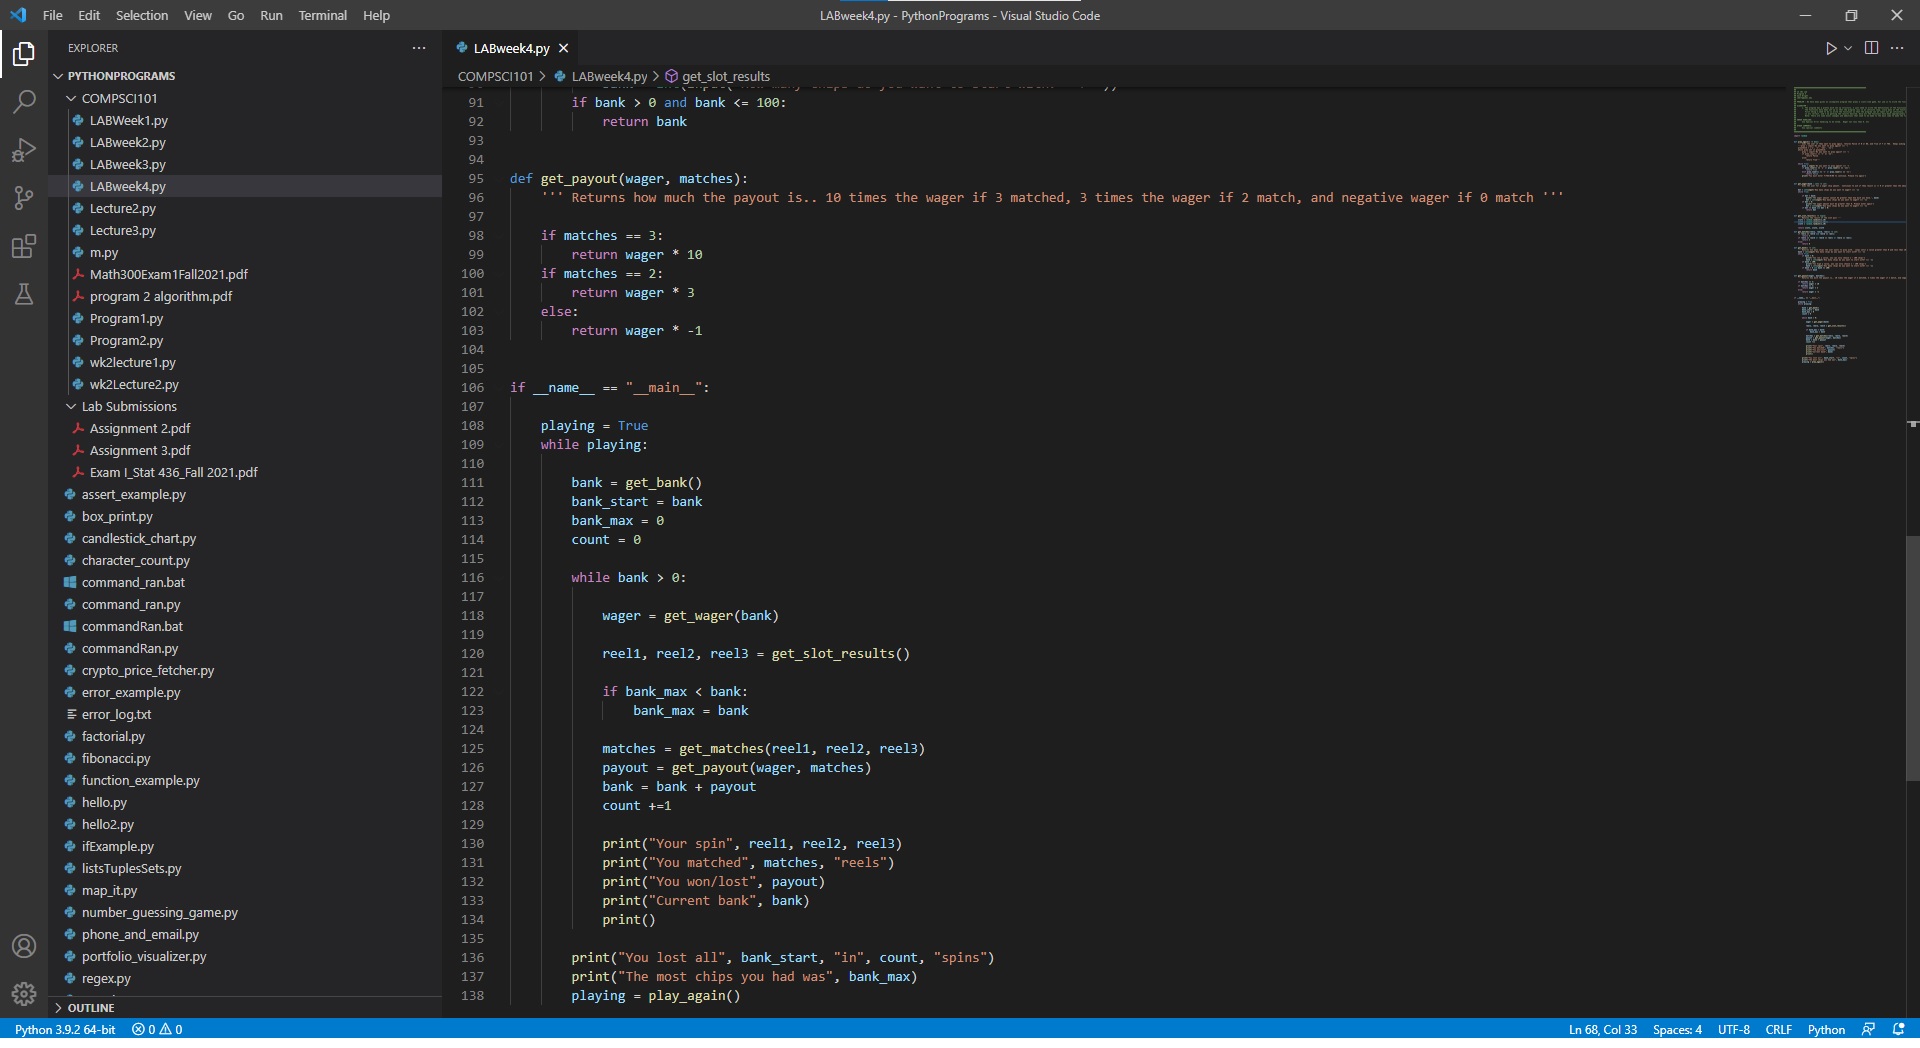 File Edit Selection View Go Run Terminal Help
LABweek4.py - PythonPrograms - Visual Studio Code
EXPLORER
PYTHONPROGRAMS
COMPSCI101
LABWeek1.py
LABweek2.py
LABweek3.py
LABweek4.py
Lecture2.py
Lecture3.py
m.py
Math300Exam1Fall2021.pdf
program 2 algorithm.pdf
Program1.py
Program2.py
wk2lecture1.py
wk2Lecture2.py
Lab Submissions
Assignment 2.pdf
Assignment 3.pdf
Exam I_Stat 436_Fall 2021.pdf
assert_example.py
box_print.py
candlestick_chart.py
character_count.py
command_ran.bat
command_ran.py
commandRan.bat
commandRan.py
crypto_price_fetcher.py
error_example.py
error_log.txt
factorial.py
fibonacci.py
function_example.py
hello.py
hello2.py
ifExample.py
listsTuplesSets.py
map_it.py
number_guessing_game.py
phone_and_email.py
portfolio_visualizer.py
regex.py
OUTLINE
LABweek4.py
COMPSCI101 > LABweek4.py > get_slot_results
91 if bank > 0 and bank <= 100:
92 return bank
93
94
95 def get_payout(wager, matches):
96 ''' Returns how much the payout is.. 10 times the wager if 3 matched, 3 times the wager if 2 match, and negative wager if 0 match '''
97
98 if matches == 3:
99 return wager * 10
100 if matches == 2:
101 return wager * 3
102 else:
103 return wager * -1
104
105
106 if __name__ == "__main__":
107
108 playing = True
109 while playing:
110
111 bank = get_bank()
112 bank_start = bank
113 bank_max = 0
114 count = 0
115
116 while bank > 0:
117
118 wager = get_wager(bank)
119
120 reel1, reel2, reel3 = get_slot_results()
121
122 if bank_max < bank:
123 bank_max = bank
124
125 matches = get_matches(reel1, reel2, reel3)
126 payout = get_payout(wager, matches)
127 bank = bank + payout
128 count +=1
129
130 print("Your spin", reel1, reel2, reel3)
131 print("You matched", matches, "reels")
132 print("You won/lost", payout)
133 print("Current bank", bank)
134 print()
135
136 print("You lost all", bank_start, "in", count, "spins")
137 print("The most chips you had was", bank_max)
138 playing = play_again()
Python 3.9.2 64-bit 0 0
Ln 68, Col 33 Spaces: 4 UTF-8 CRLF Python